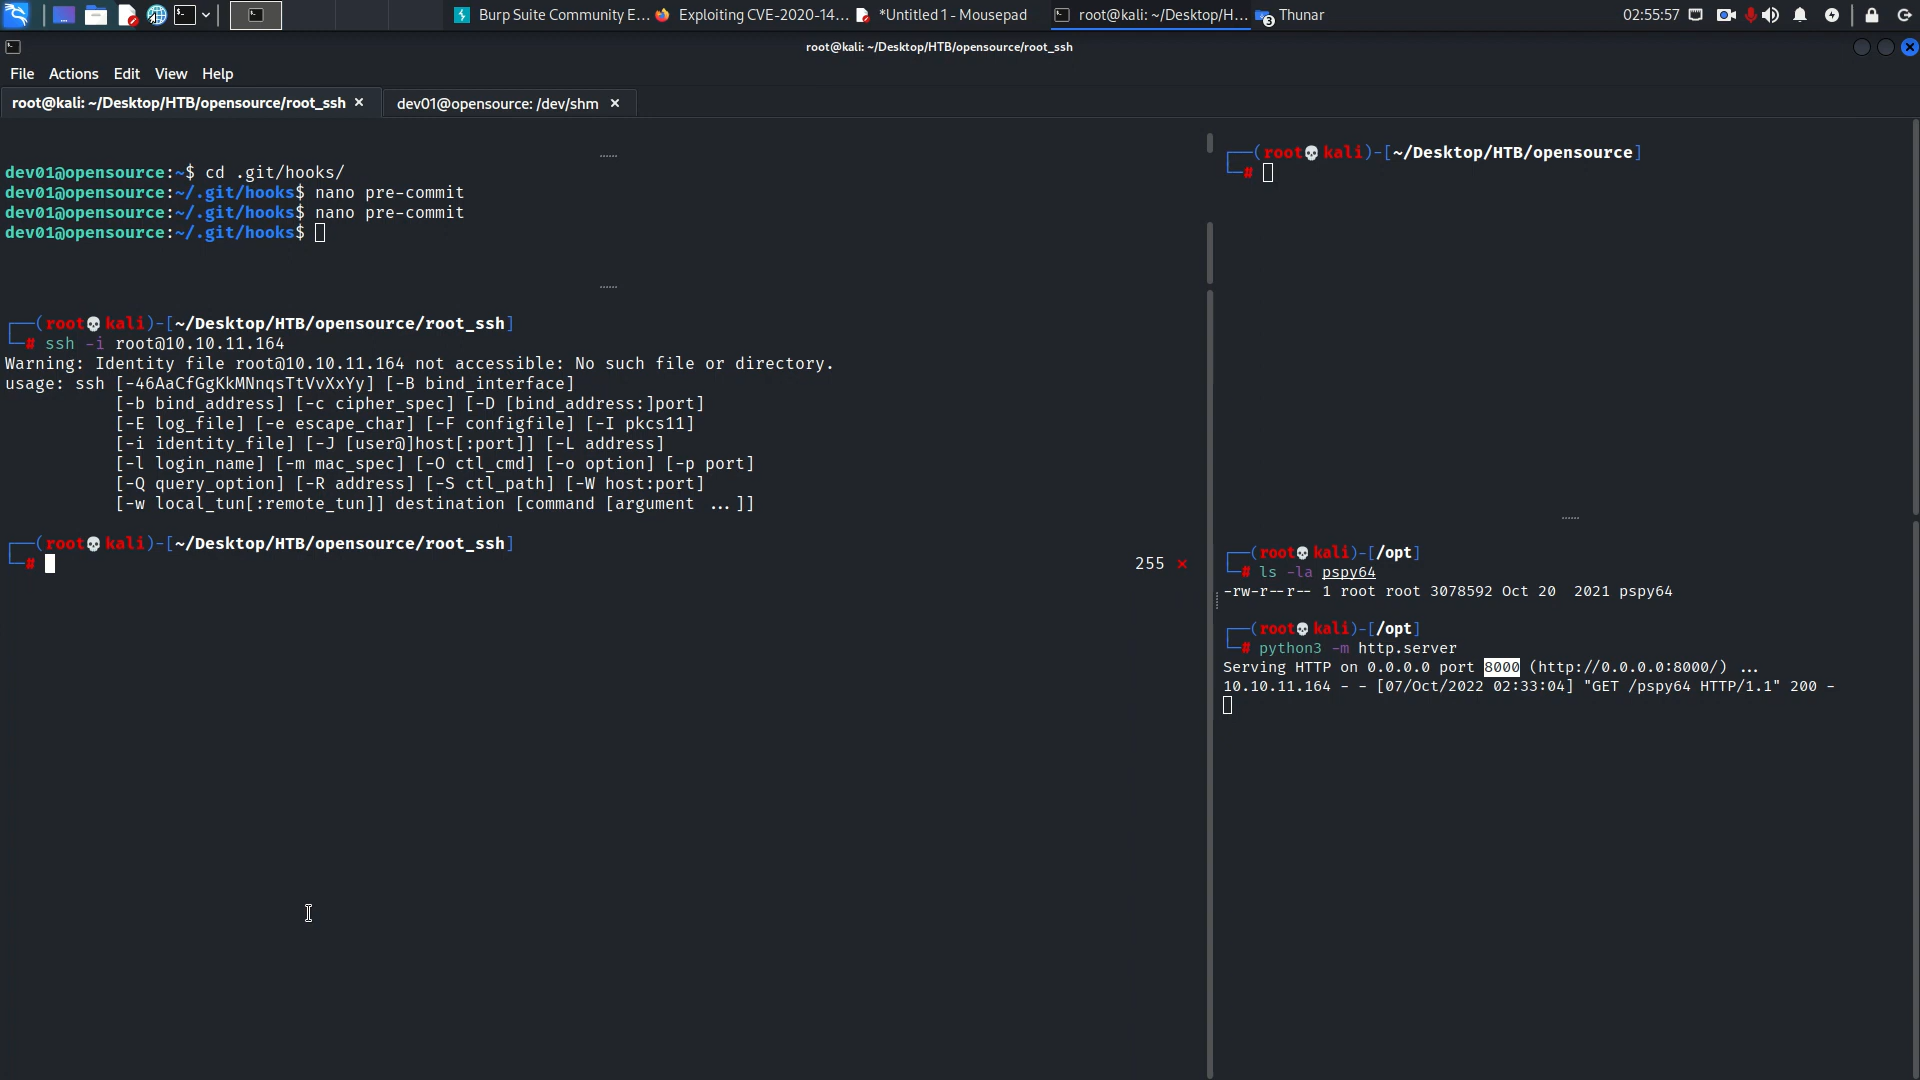 Burp Suite Community E...
Exploiting CVE-2020-14...
*Untitled 1 - Mousepad
root@kali: ~/Desktop/H...
3
Thunar
02:55:57
root@kali: ~/Desktop/HTB/opensource/root_ssh
File Actions Edit View Help
root@kali: ~/Desktop/HTB/opensource/root_ssh
dev01@opensource: /dev/shm
dev01@opensource:~$ cd .git/hooks/
dev01@opensource:~/.git/hooks$ nano pre-commit
dev01@opensource:~/.git/hooks$ nano pre-commit
dev01@opensource:~/.git/hooks$
┌──(root💀kali)-[~/Desktop/HTB/opensource/root_ssh]
└─# ssh -i root@10.10.11.164
Warning: Identity file root@10.10.11.164 not accessible: No such file or directory.
usage: ssh [-46AaCfGgKkMNnqsTtVvXxYy] [-B bind_interface]
           [-b bind_address] [-c cipher_spec] [-D [bind_address:]port]
           [-E log_file] [-e escape_char] [-F configfile] [-I pkcs11]
           [-i identity_file] [-J [user@]host[:port]] [-L address]
           [-l login_name] [-m mac_spec] [-O ctl_cmd] [-o option] [-p port]
           [-Q query_option] [-R address] [-S ctl_path] [-W host:port]
           [-w local_tun[:remote_tun]] destination [command [argument ...]]
┌──(root💀kali)-[~/Desktop/HTB/opensource/root_ssh]
└─#
255 ⨯
┌──(root💀kali)-[~/Desktop/HTB/opensource]
└─#
┌──(root💀kali)-[/opt]
└─# ls -la pspy64
-rw-r--r-- 1 root root 3078592 Oct 20  2021 pspy64
┌──(root💀kali)-[/opt]
└─# python3 -m http.server
Serving HTTP on 0.0.0.0 port 8000 (http://0.0.0.0:8000/) ...
10.10.11.164 - - [07/Oct/2022 02:33:04] "GET /pspy64 HTTP/1.1" 200 -